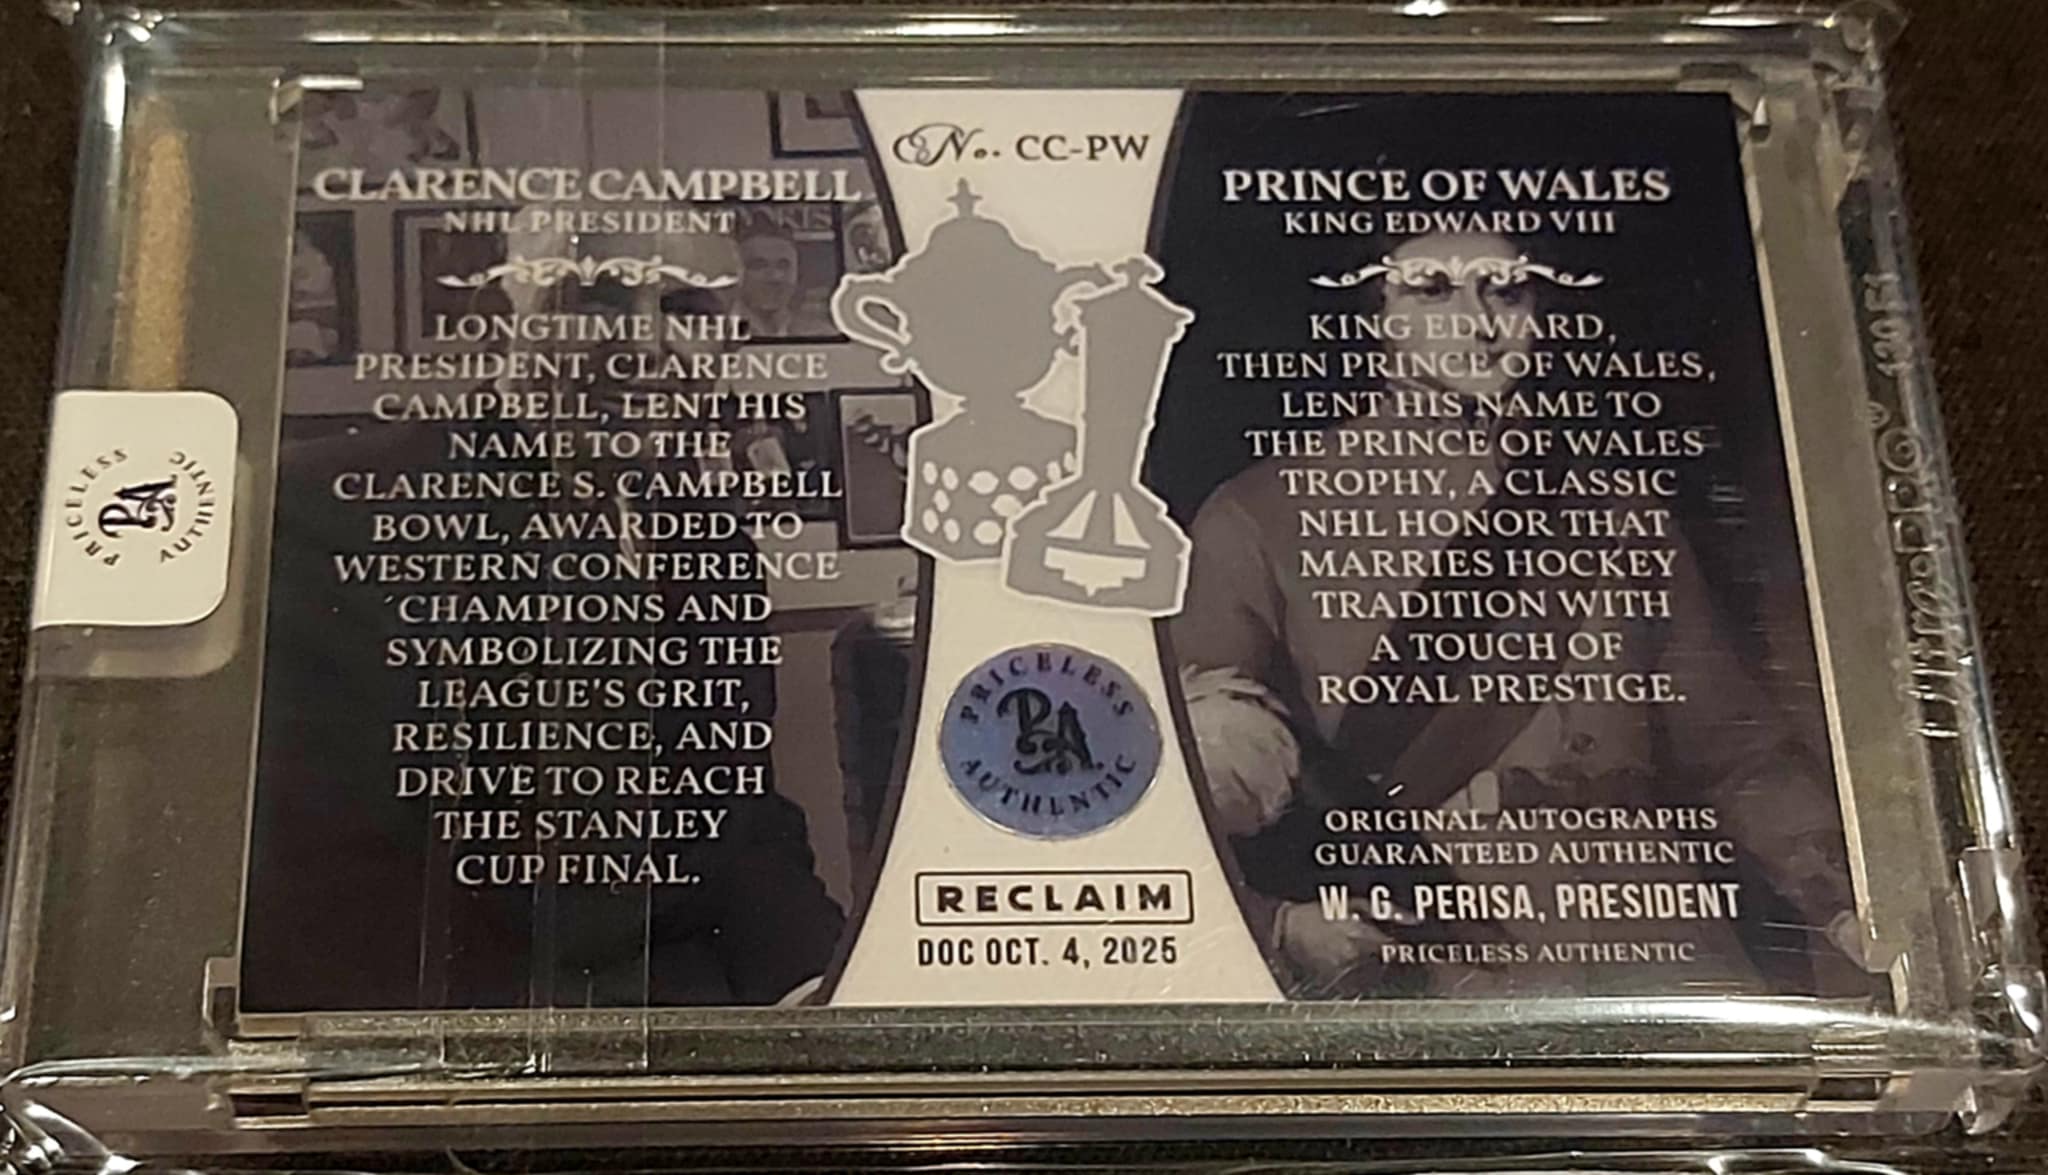 No. CC-PW
CLARENCE CAMPBELL
NHL PRESIDENT
LONGTIME NHL
PRESIDENT, CLARENCE
CAMPBELL, LENT HIS
NAME TO THE
CLARENCE S. CAMPBELL
BOWL, AWARDED TO
WESTERN CONFERENCE
CHAMPIONS AND
SYMBOLIZING THE
LEAGUE'S GRIT,
RESILIENCE, AND
DRIVE TO REACH
THE STANLEY
CUP FINAL.
PRINCE OF WALES
KING EDWARD VIII
KING EDWARD,
THEN PRINCE OF WALES,
LENT HIS NAME TO
THE PRINCE OF WALES
TROPHY, A CLASSIC
NHL HONOR THAT
MARRIES HOCKEY
TRADITION WITH
A TOUCH OF
ROYAL PRESTIGE.
ORIGINAL AUTOGRAPHS
GUARANTEED AUTHENTIC
W. G. PERISA, PRESIDENT
PRICELESS AUTHENTIC
PRICELESS
PA
AUTHENTIC
RECLAIM
DOC OCT. 4, 2025
PRICELESS
PA
AUTHENTIC
UltraPRO